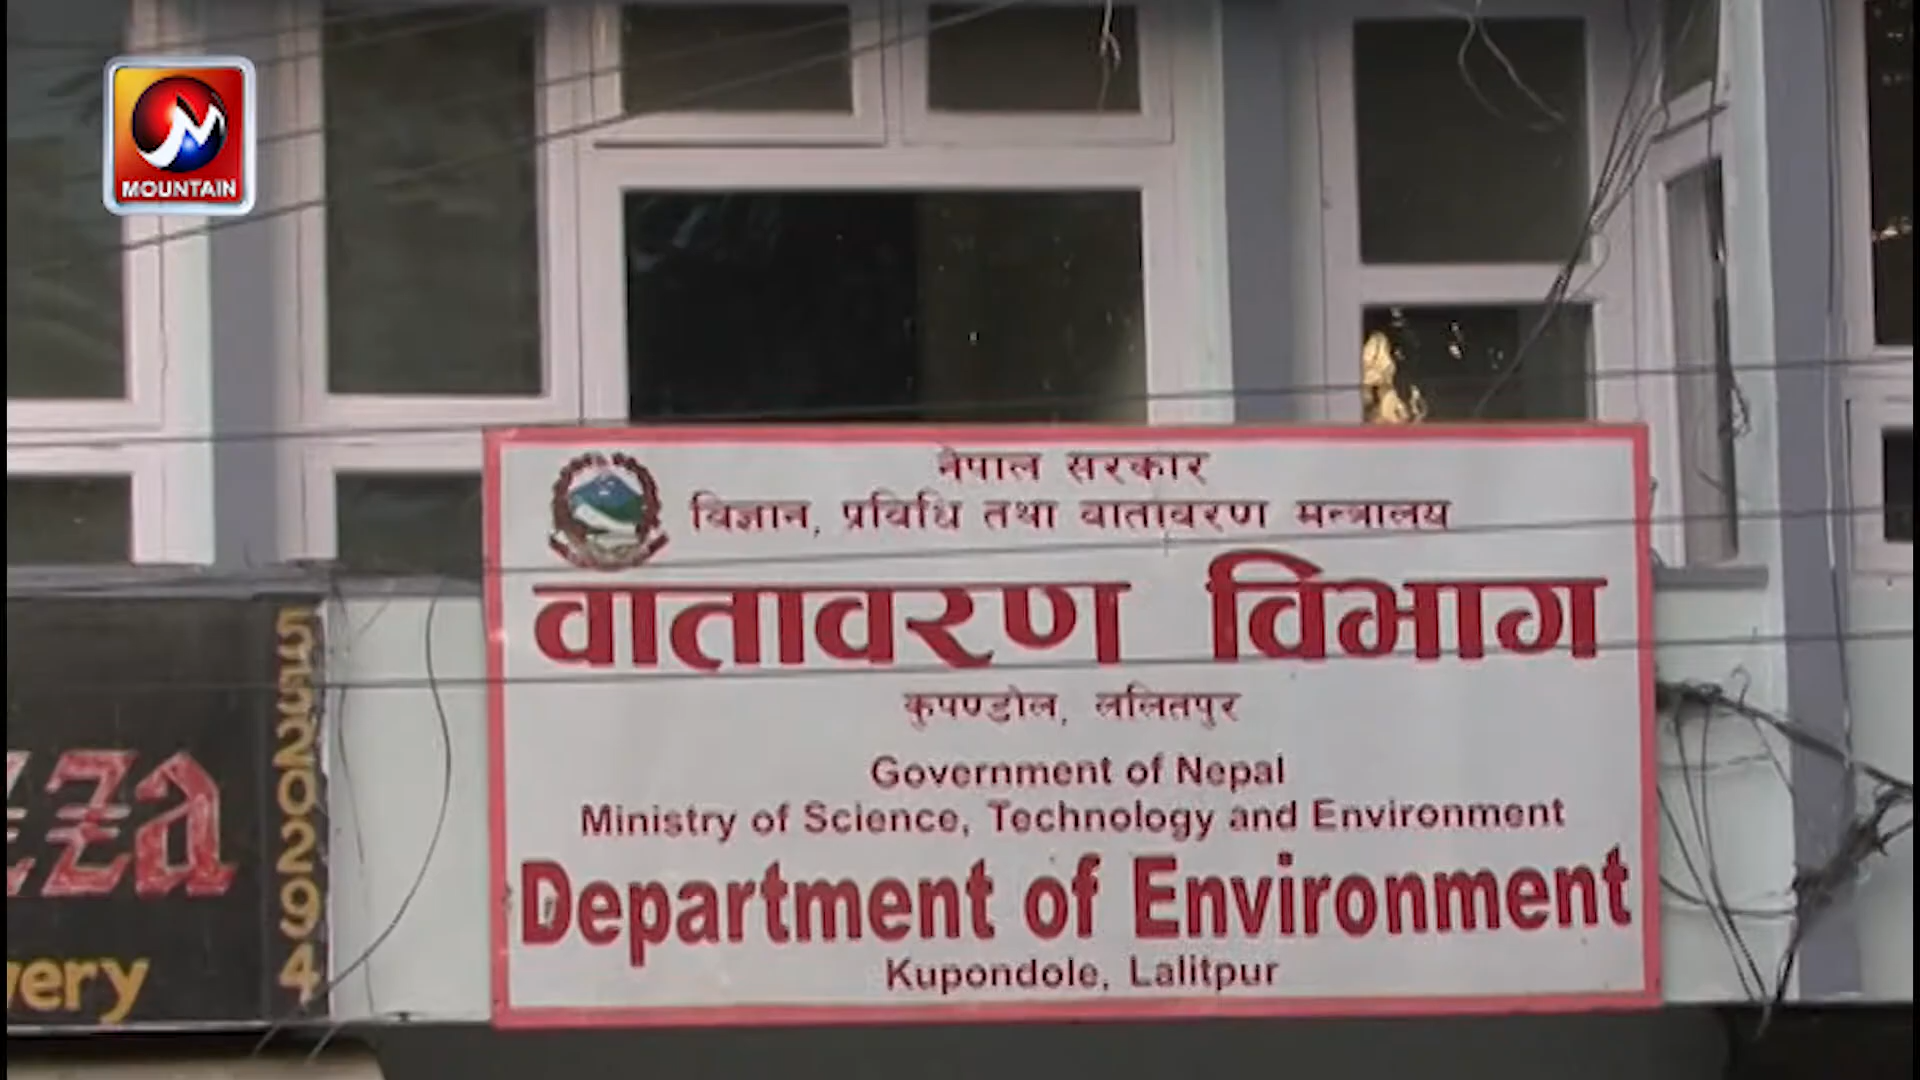 MOUNTAIN
नेपाल सरकार
विज्ञान, प्रविधि तथा वातावरण मन्त्रालय
वातावरण विभाग
कुपण्डोल, ललितपुर
Government of Nepal
Ministry of Science, Technology and Environment
Department of Environment
Kupondole, Lalitpur
zza
very